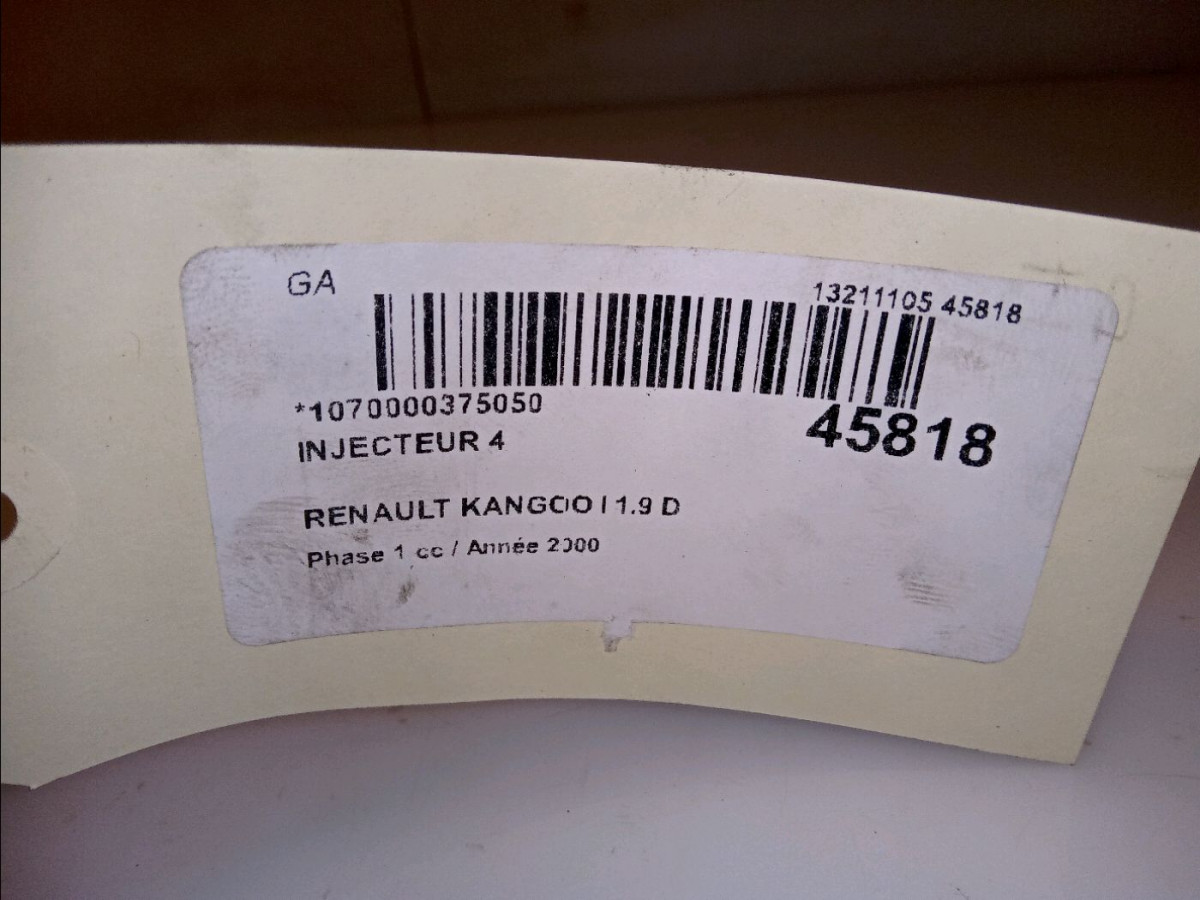 GA
13211105 45818
*1070000375050
45818
INJECTEUR 4
RENAULT KANGOO I 1.9 D
Phase 1 cc / Année 2000